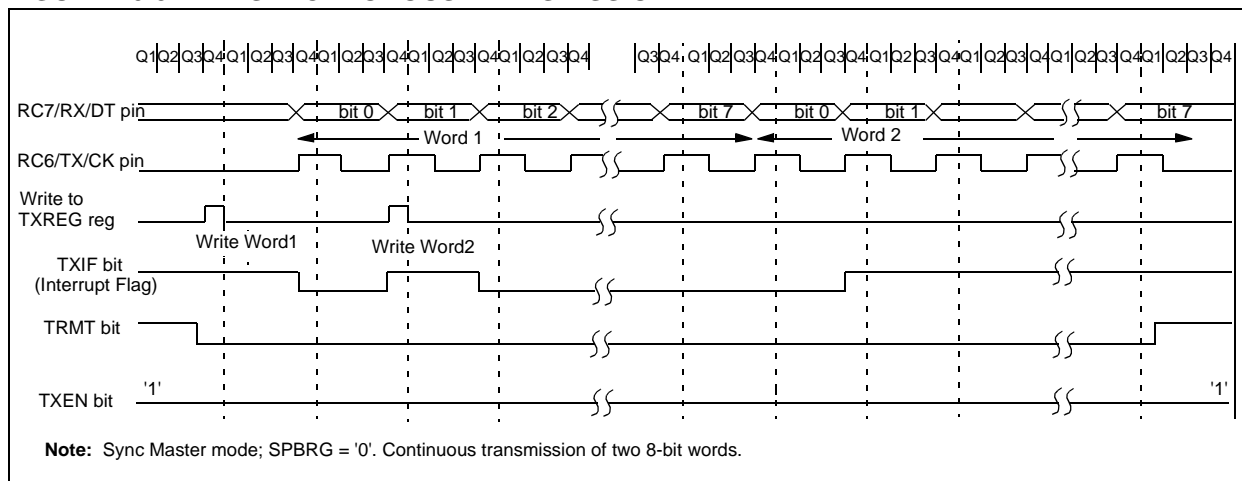 Q1 Q2 Q3 Q4 Q1 Q2 Q3 Q4 Q1 Q2 Q3 Q4 Q1 Q2 Q3 Q4 Q1 Q2 Q3 Q4 Q3 Q4 Q1 Q2 Q3 Q4 Q1 Q2 Q3 Q4 Q1 Q2 Q3 Q4 Q1 Q2 Q3 Q4 Q1 Q2 Q3 Q4
RC7/RX/DT pin bit 0 bit 1 bit 2 bit 7 bit 0 bit 1 bit 7
Word 1 Word 2
RC6/TX/CK pin
Write to
TXREG reg
Write Word1 Write Word2
TXIF bit
(Interrupt Flag)
TRMT bit
'1' '1'
TXEN bit
Note: Sync Master mode; SPBRG = '0'. Continuous transmission of two 8-bit words.